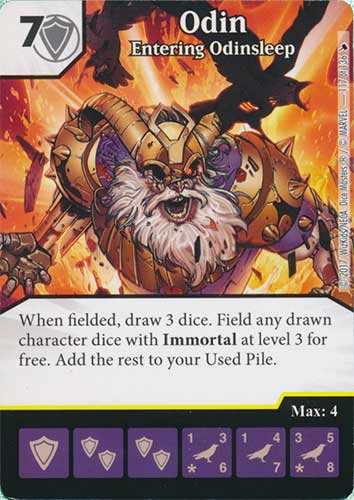 7
Odin
Entering Odinsleep
When fielded, draw 3 dice. Field any drawn
character dice with Immortal at level 3 for
free. Add the rest to your Used Pile.
Max: 4
1 3
* 6
1 4
7
3 5
* 8
© MARVEL